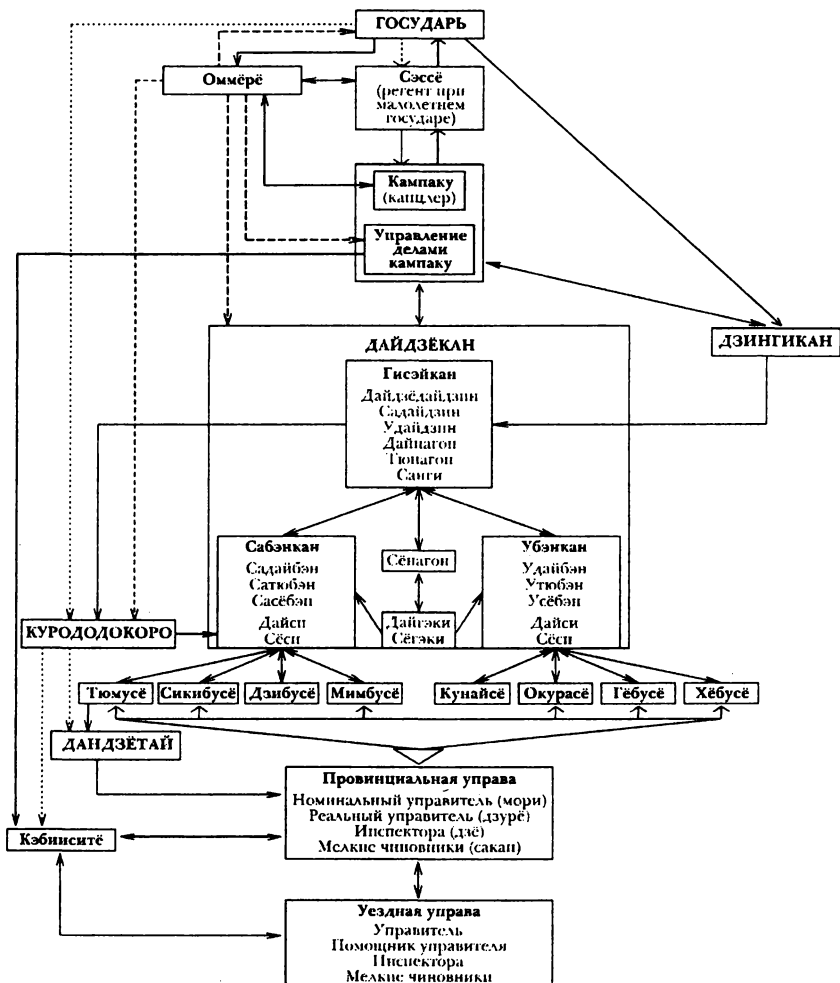 ГОСУДАРЬ
Оммёрё
Сэссё
(регент при
малолетнем
государе)
Кампаку
(канцлер)
Управление
делами
кампаку
ДЗИНГИКАН
ДАЙДЗЁКАН
Гисэйкан
Дайдзёдайдзин
Садайдзин
Удайдзин
Дайнагон
Тюнагон
Санги
Сабэнкан
Садайбэн
Сатюбэн
Сасёбэн
Дайси
Сёси
Сёнагон
Дайгэки
Сёгэки
Убэнкан
Удайбэн
Утюбэн
Усёбэн
Дайси
Сёси
КУРОДОДОКОРО
Тюмусё
Сикибусё
Дзибусё
Мимбусё
Кунайсё
Окурасё
Гёбусё
Хёбусё
ДАНДЗЁТАЙ
Провинциальная управа
Номинальный управитель (мори)
Реальный управитель (дзурё)
Инспектора (дзё)
Мелкие чиновники (сакан)
Кэбииситё
Уездная управа
Управитель
Помощник управителя
Инспектора
Мелкие чиновники